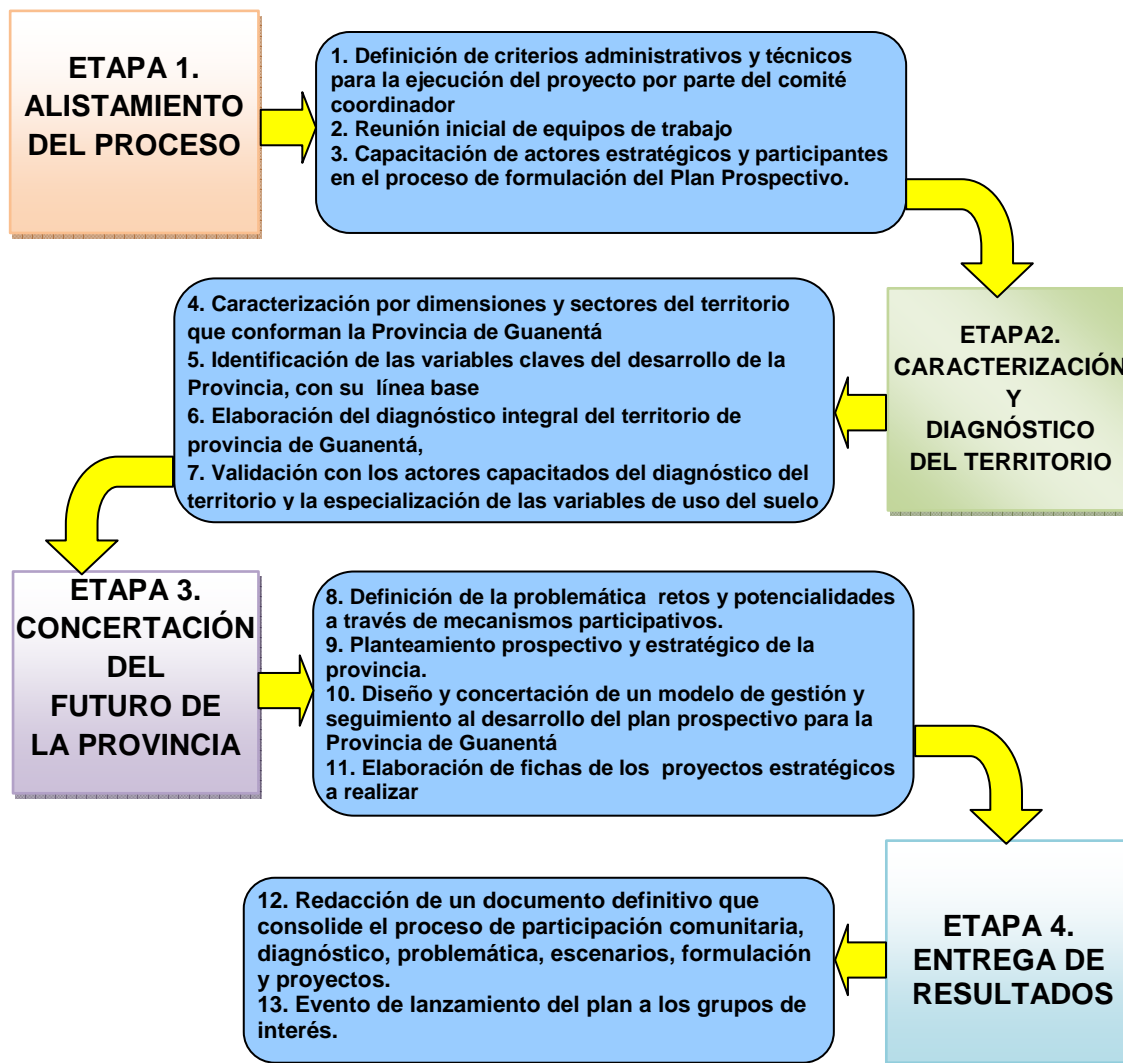 ETAPA 1.
ALISTAMIENTO
DEL PROCESO
1. Definición de criterios administrativos y técnicos
para la ejecución del proyecto por parte del comité
coordinador
2. Reunión inicial de equipos de trabajo
3. Capacitación de actores estratégicos y participantes
en el proceso de formulación del Plan Prospectivo.
ETAPA2.
CARACTERIZACIÓN
Y
DIAGNÓSTICO
DEL TERRITORIO
4. Caracterización por dimensiones y sectores del territorio
que conforman la Provincia de Guanentá
5. Identificación de las variables claves del desarrollo de la
Provincia, con su línea base
6. Elaboración del diagnóstico integral del territorio de
provincia de Guanentá,
7. Validación con los actores capacitados del diagnóstico del
territorio y la especialización de las variables de uso del suelo
ETAPA 3.
CONCERTACIÓN
DEL
FUTURO DE
LA PROVINCIA
8. Definición de la problemática retos y potencialidades
a través de mecanismos participativos.
9. Planteamiento prospectivo y estratégico de la
provincia.
10. Diseño y concertación de un modelo de gestión y
seguimiento al desarrollo del plan prospectivo para la
Provincia de Guanentá
11. Elaboración de fichas de los proyectos estratégicos
a realizar
ETAPA 4.
ENTREGA DE
RESULTADOS
12. Redacción de un documento definitivo que
consolide el proceso de participación comunitaria,
diagnóstico, problemática, escenarios, formulación
y proyectos.
13. Evento de lanzamiento del plan a los grupos de
interés.